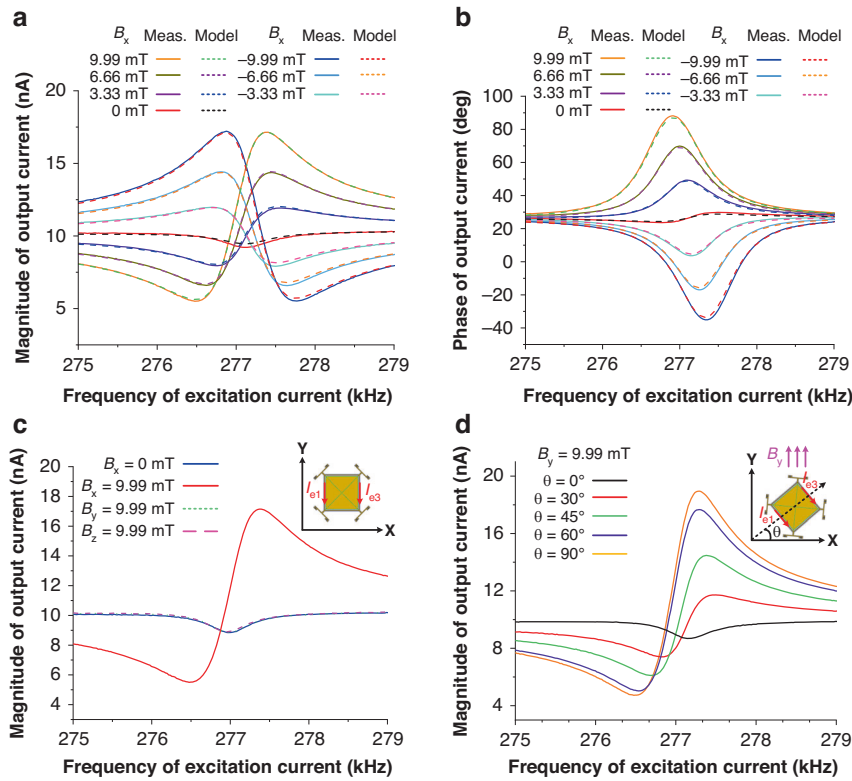 a
Bx Meas. Model Bx Meas. Model
9.99 mT −9.99 mT
6.66 mT −6.66 mT
3.33 mT −3.33 mT
0 mT
Magnitude of output current (nA)
20
17.5
15
12.5
10
7.5
5
275 276 277 278 279
Frequency of excitation current (kHz)
b
Bx Meas. Model Bx Meas. Model
9.99 mT −9.99 mT
6.66 mT −6.66 mT
3.33 mT −3.33 mT
0 mT
Phase of output current (deg)
100
80
60
40
20
0
−20
−40
275 276 277 278 279
Frequency of excitation current (kHz)
c
Bx = 0 mT
Bx = 9.99 mT
By = 9.99 mT
Bz = 9.99 mT
Y
Ie1 Ie3
X
Magnitude of output current (nA)
20
18
16
14
12
10
8
6
4
275 276 277 278 279
Frequency of excitation current (kHz)
d
By = 9.99 mT
θ = 0°
θ = 30°
θ = 45°
θ = 60°
θ = 90°
By
Y
Ie3
Ie1
θ
X
Magnitude of output current (nA)
20
16
12
8
4
275 276 277 278 279
Frequency of excitation current (kHz)